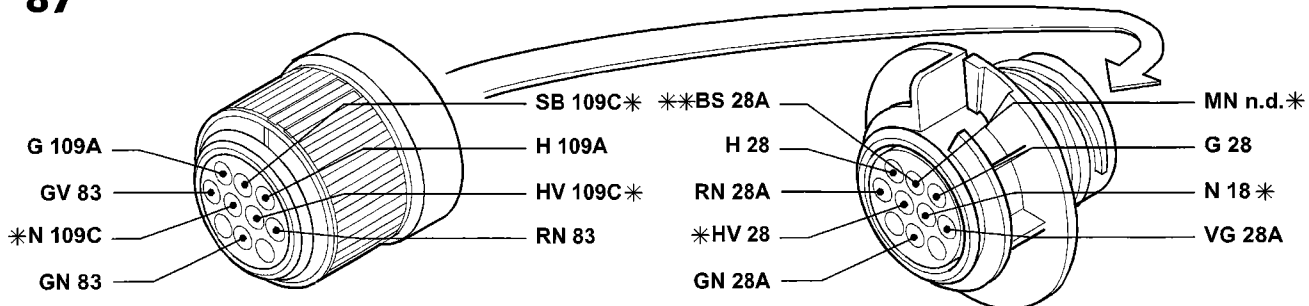 87
SB 109C✳
G 109A
H 109A
GV 83
HV 109C✳
✳N 109C
RN 83
GN 83
✳✳BS 28A
MN n.d.✳
H 28
G 28
RN 28A
N 18✳
✳HV 28
VG 28A
GN 28A